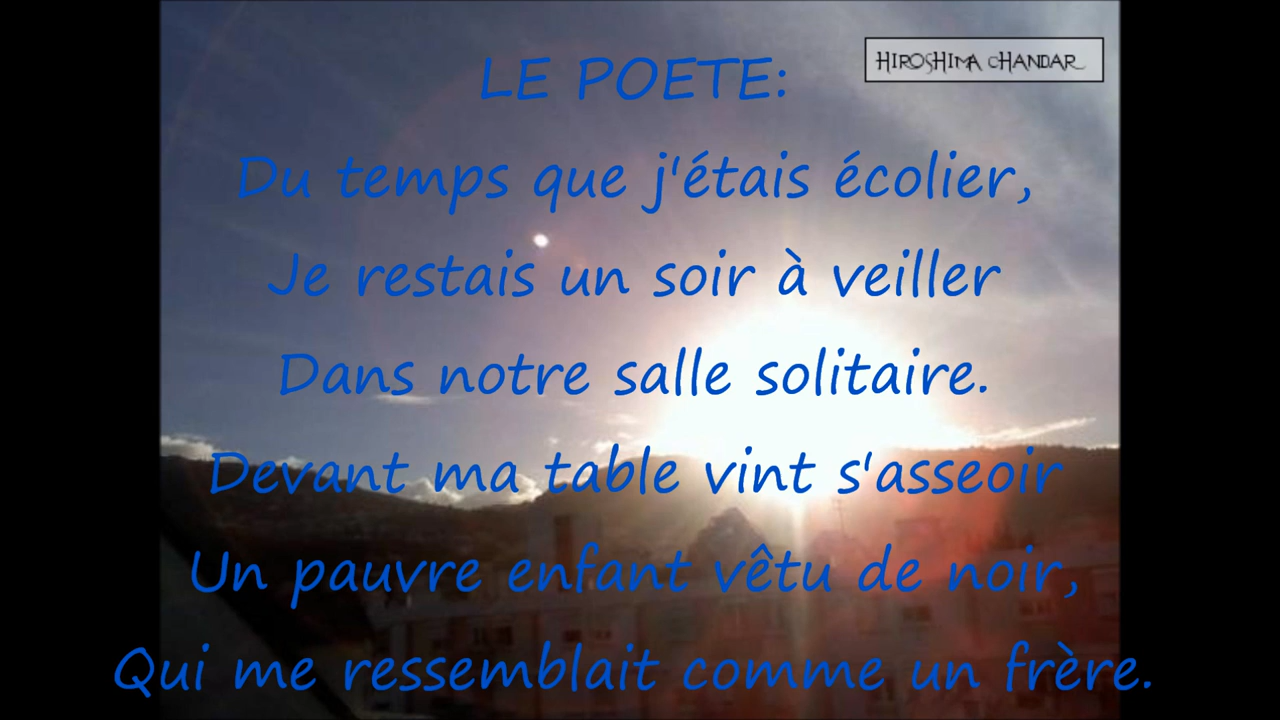 HIROSHIMA CHANDAR
LE POETE:
Du temps que j'étais écolier,
Je restais un soir à veiller
Dans notre salle solitaire.
Devant ma table vint s'asseoir
Un pauvre enfant vêtu de noir,
Qui me ressemblait comme un frère.